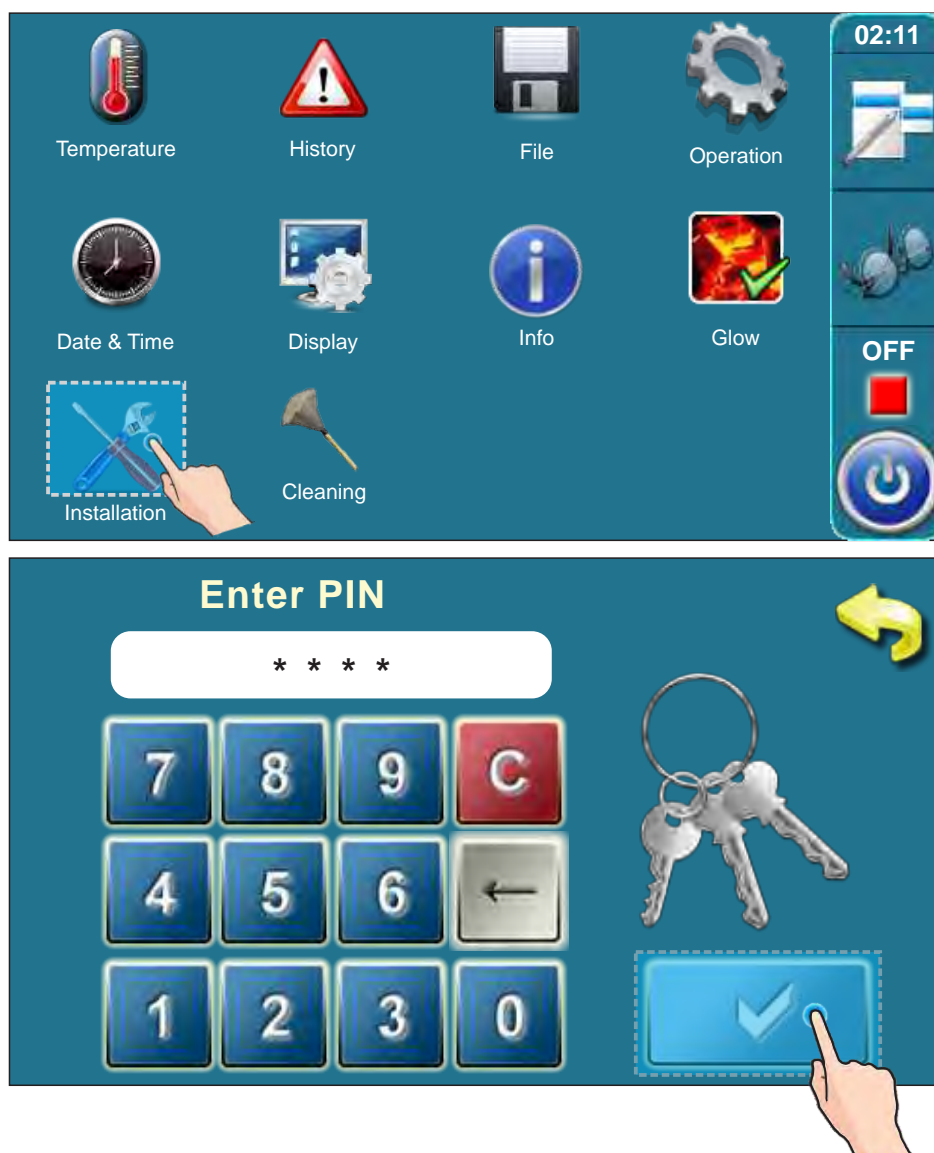 02:11
Temperature
History
File
Operation
Date & Time
Display
Info
Glow
OFF
Installation
Cleaning
Enter PIN
* * * *
7 8 9 C
4 5 6 ←
1 2 3 0